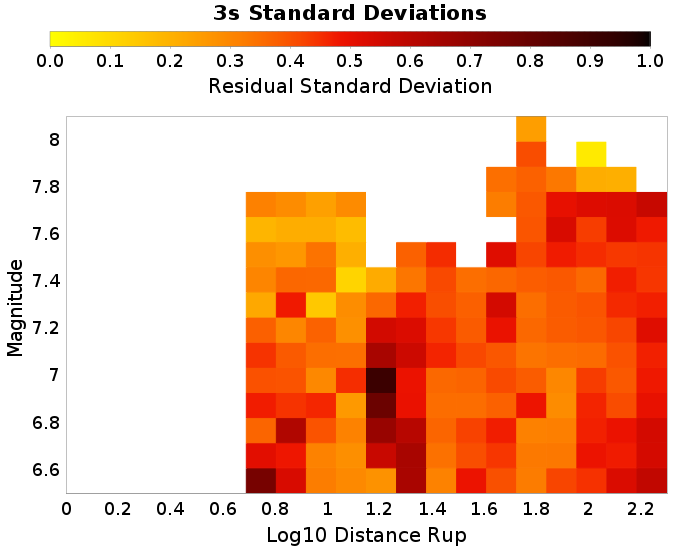 3s Standard Deviations
0.0 0.1 0.2 0.3 0.4 0.5 0.6 0.7 0.8 0.9 1.0
Residual Standard Deviation
Magnitude
8
7.8
7.6
7.4
7.2
7
6.8
6.6
0 0.2 0.4 0.6 0.8 1 1.2 1.4 1.6 1.8 2 2.2
Log10 Distance Rup